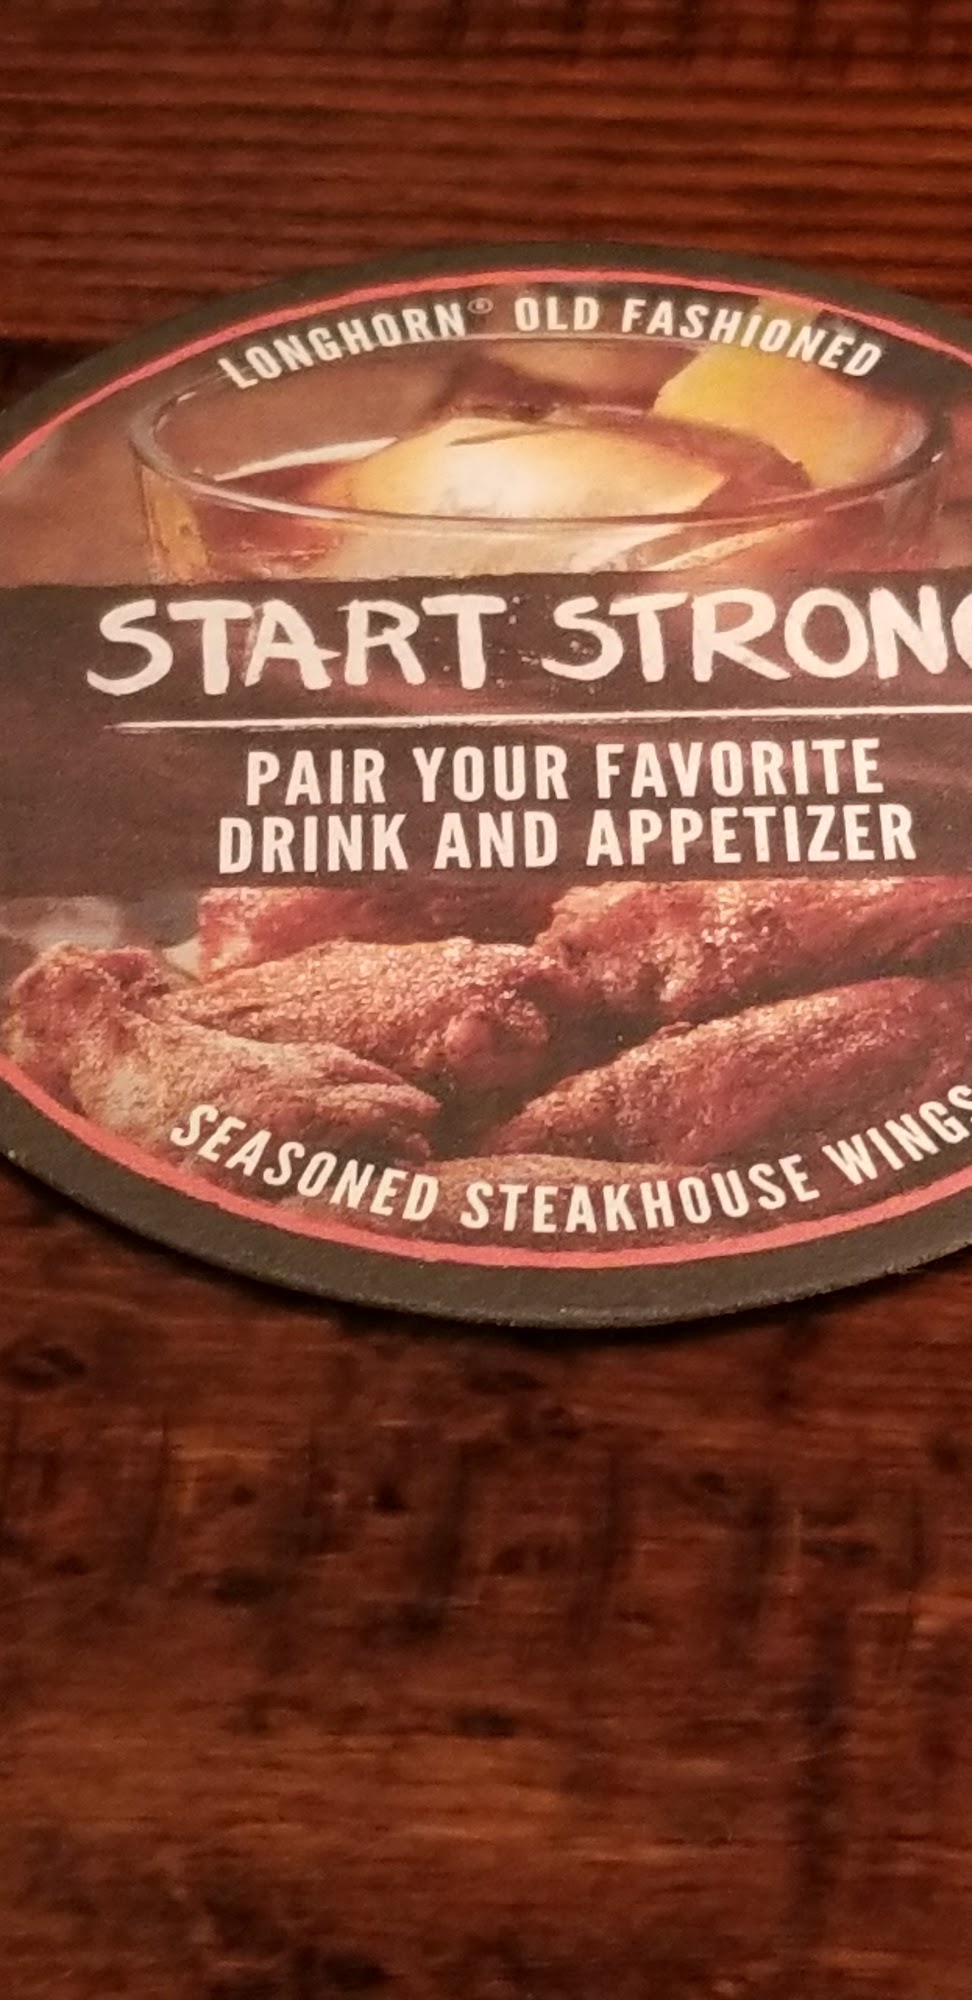 LONGHORN® OLD FASHIONED
START STRONG
PAIR YOUR FAVORITE
DRINK AND APPETIZER
SEASONED STEAKHOUSE WINGS